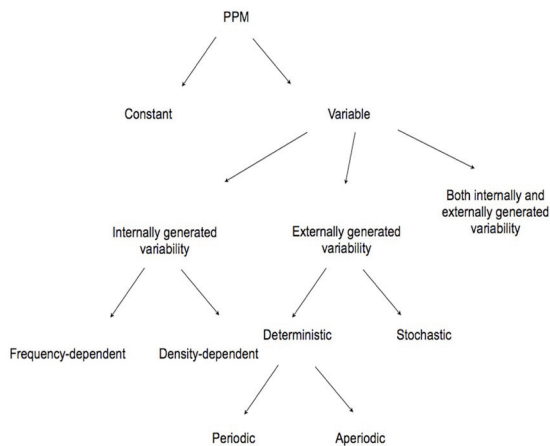 PPM
Constant
Variable
Both internally and
externally generated
variability
Internally generated
variability
Externally generated
variability
Frequency-dependent
Density-dependent
Deterministic
Stochastic
Periodic
Aperiodic